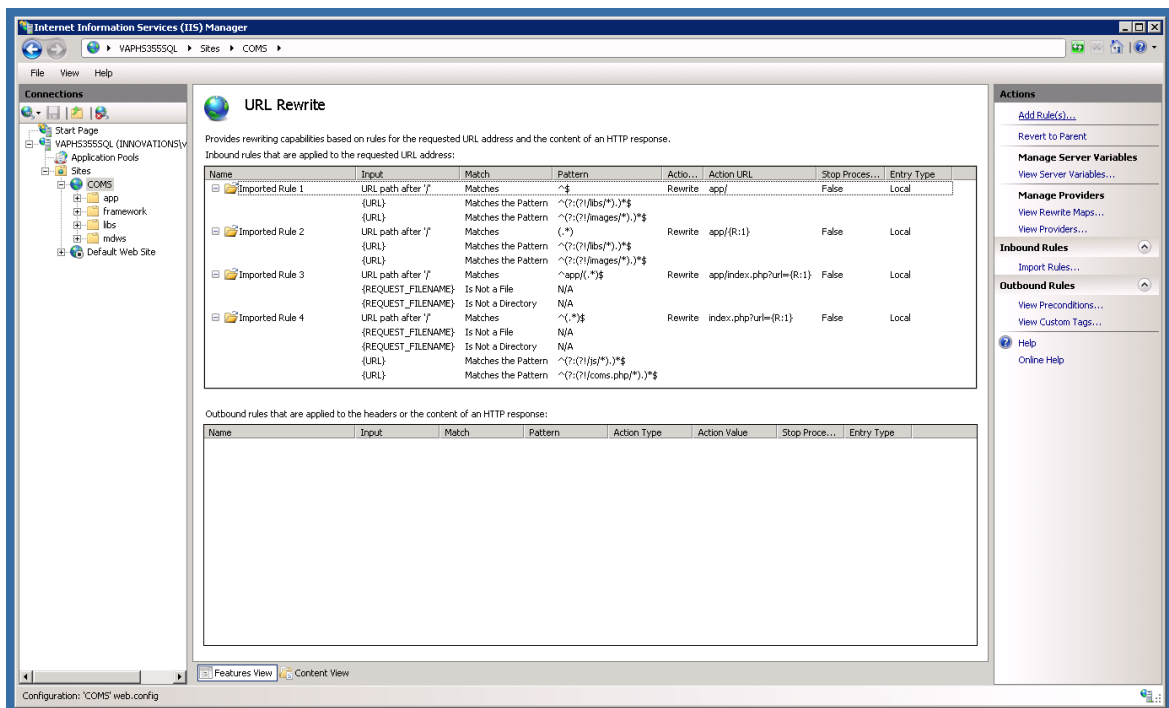 Internet Information Services (IIS) Manager
VAPHS355SQL Sites COMS
File View Help
Connections
Start Page
VAPHS355SQL (INNOVATIONS\v
Application Pools
Sites
COMS
app
framework
libs
mdws
Default Web Site
URL Rewrite
Provides rewriting capabilities based on rules for the requested URL address and the content of an HTTP response.
Inbound rules that are applied to the requested URL address:
Name Input Match Pattern Actio... Action URL Stop Proces... Entry Type
Imported Rule 1 URL path after '/' Matches ^$ Rewrite app/ False Local
{URL} Matches the Pattern ^(?:(?!/libs/*).)*$
{URL} Matches the Pattern ^(?:(?!/images/*).)*$
Imported Rule 2 URL path after '/' Matches (.*) Rewrite app/{R:1} False Local
{URL} Matches the Pattern ^(?:(?!/libs/*).)*$
{URL} Matches the Pattern ^(?:(?!/images/*).)*$
Imported Rule 3 URL path after '/' Matches ^app/(.*)$ Rewrite app/index.php?url={R:1} False Local
{REQUEST_FILENAME} Is Not a File N/A
{REQUEST_FILENAME} Is Not a Directory N/A
Imported Rule 4 URL path after '/' Matches ^(.*)$ Rewrite index.php?url={R:1} False Local
{REQUEST_FILENAME} Is Not a File N/A
{REQUEST_FILENAME} Is Not a Directory N/A
{URL} Matches the Pattern ^(?:(?!/js/*).)*$
{URL} Matches the Pattern ^(?:(?!/coms.php/*).)*$
Outbound rules that are applied to the headers or the content of an HTTP response:
Name Input Match Pattern Action Type Action Value Stop Proce... Entry Type
Features View Content View
Actions
Add Rule(s)...
Revert to Parent
Manage Server Variables
View Server Variables...
Manage Providers
View Rewrite Maps...
View Providers...
Inbound Rules
Import Rules...
Outbound Rules
View Preconditions...
View Custom Tags...
Help
Online Help
Configuration: 'COMS' web.config